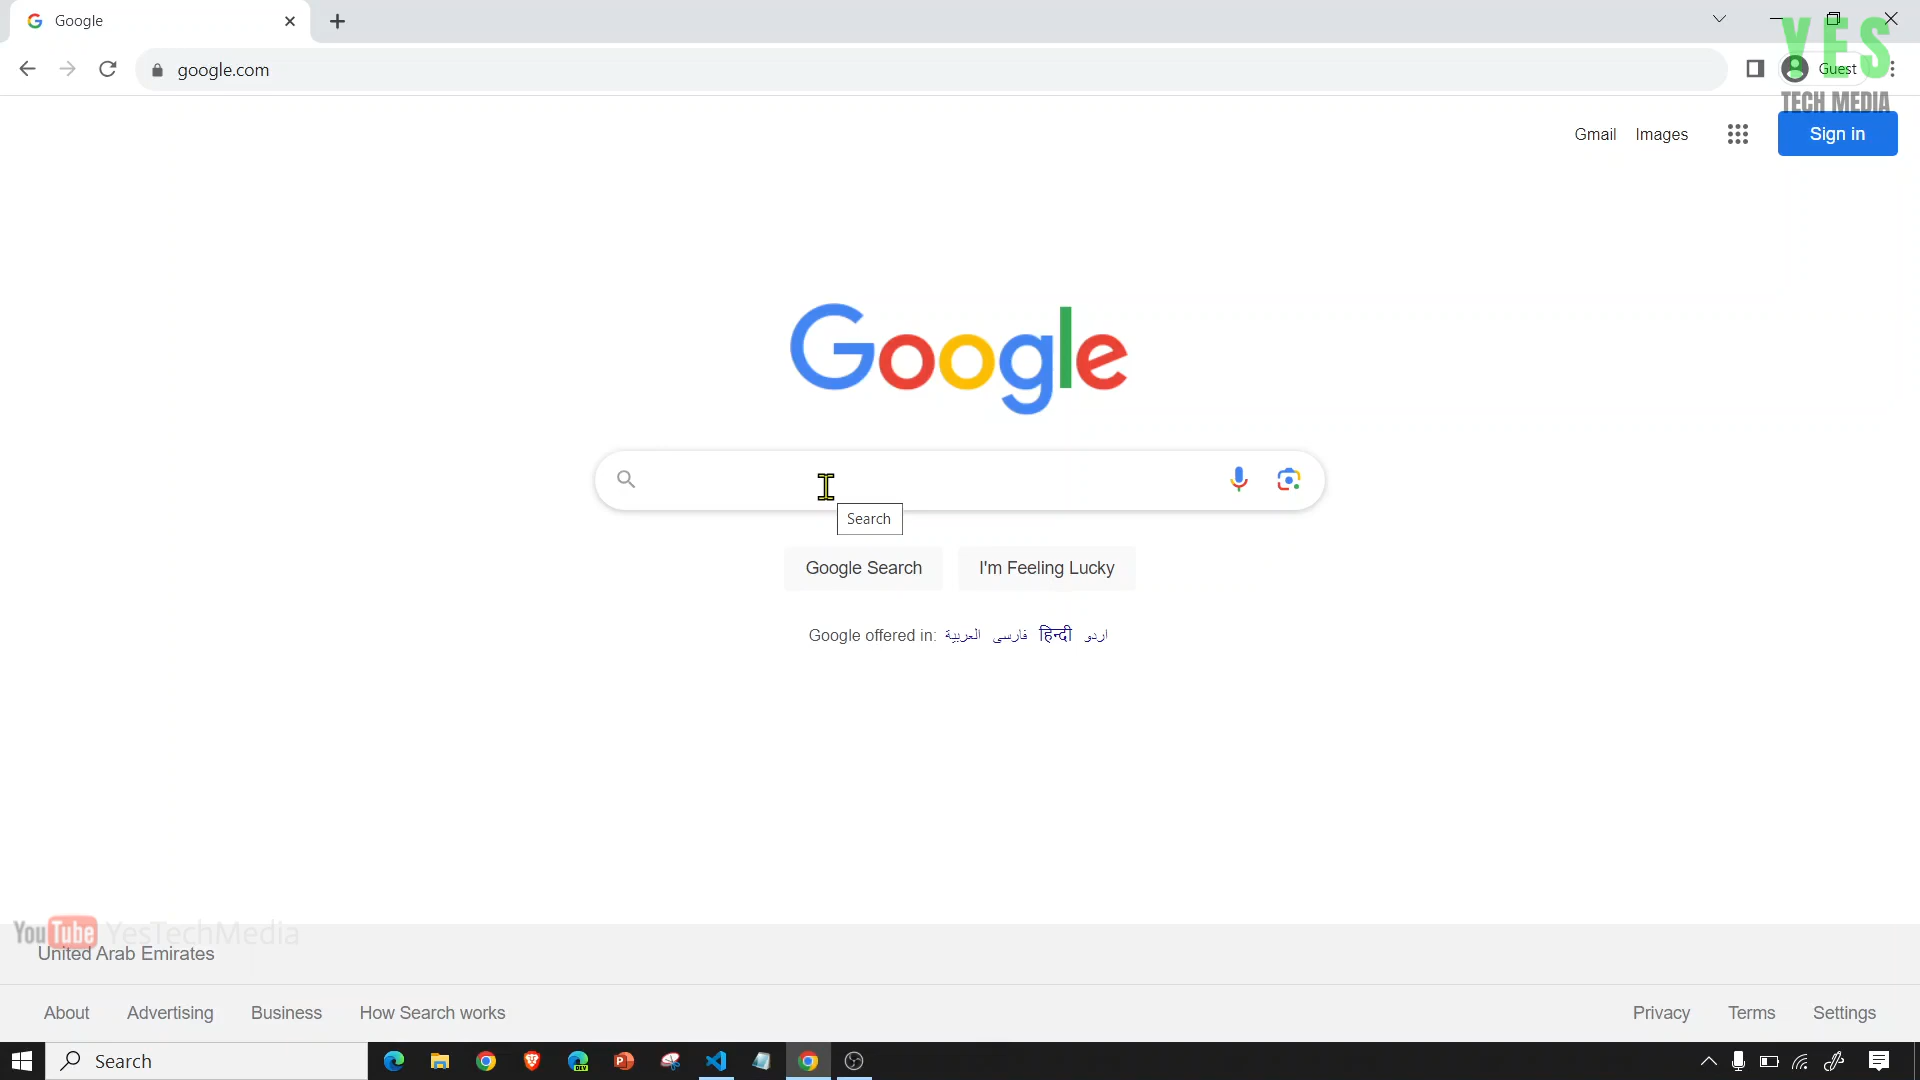 Google
google.com
YES
TECH MEDIA
Guest
Gmail Images
Sign in
Google
Search
Google Search I'm Feeling Lucky
Google offered in: العربية فارسی हिन्दी اردو
YouTube YesTechMedia
United Arab Emirates
About Advertising Business How Search works Privacy Terms Settings
Search
DEV